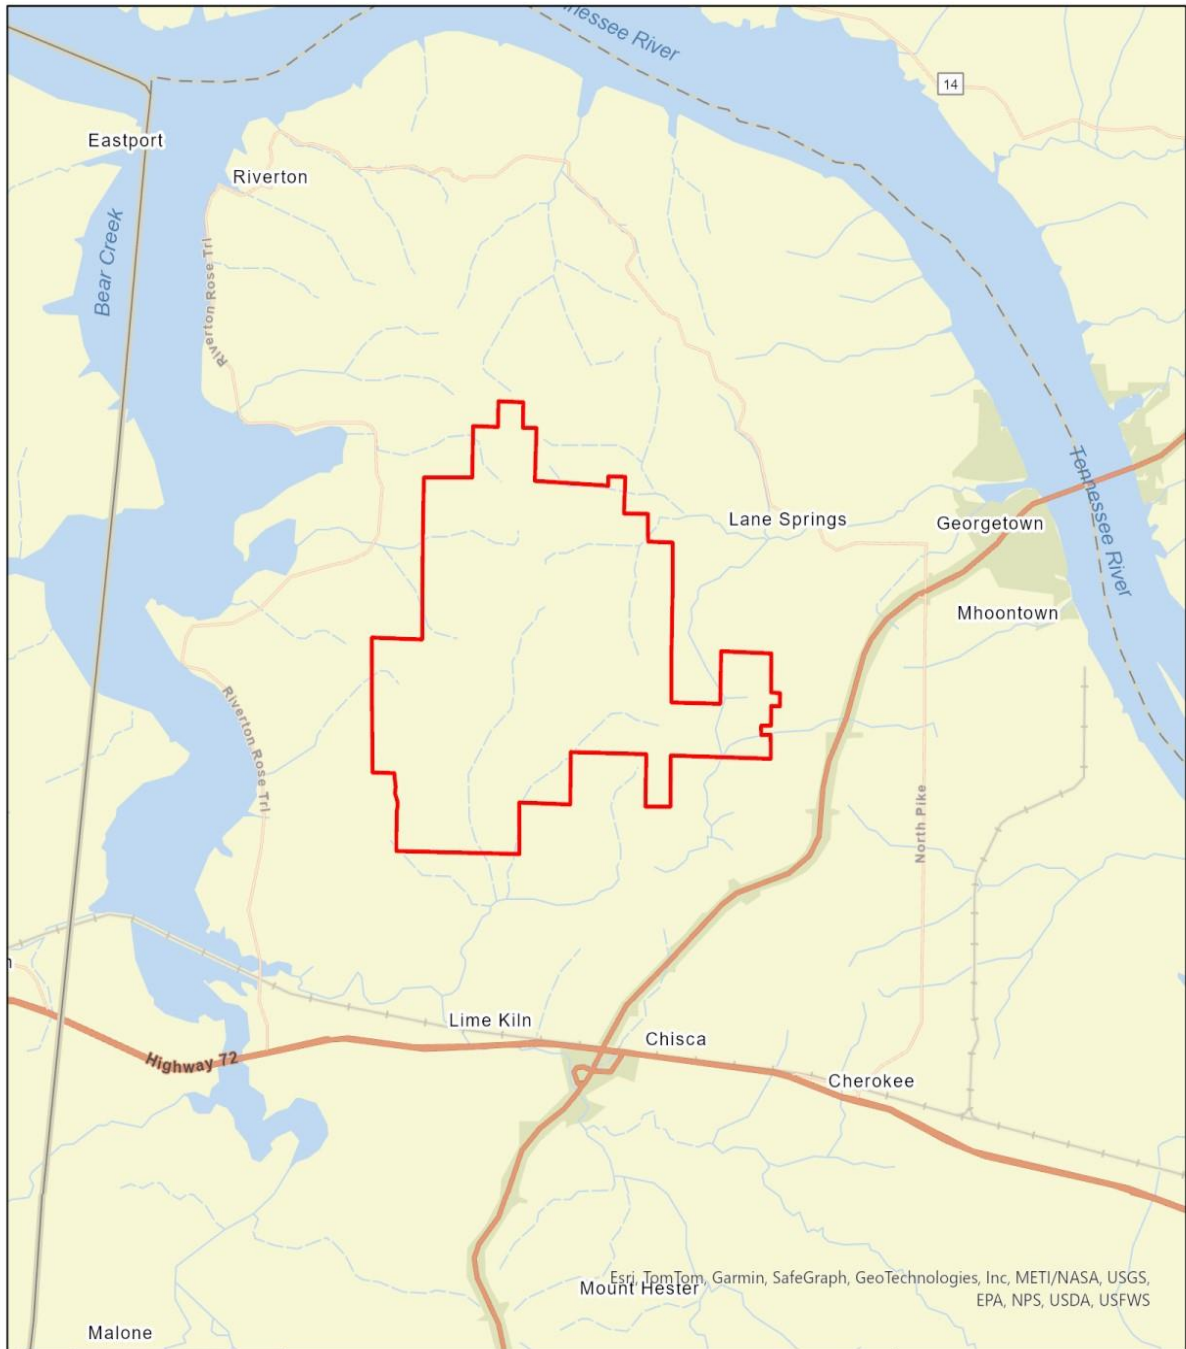 Tennessee River
14
Eastport
Riverton
Bear Creek
Riverton Rose Trl
Tennessee River
Lane Springs
Georgetown
Mhoontown
Riverton Rose Trl
North Pike
Lime Kiln
Chisca
Highway 72
Cherokee
Mount Hester
Esri, TomTom, Garmin, SafeGraph, GeoTechnologies, Inc, METI/NASA, USGS,
EPA, NPS, USDA, USFWS
Malone